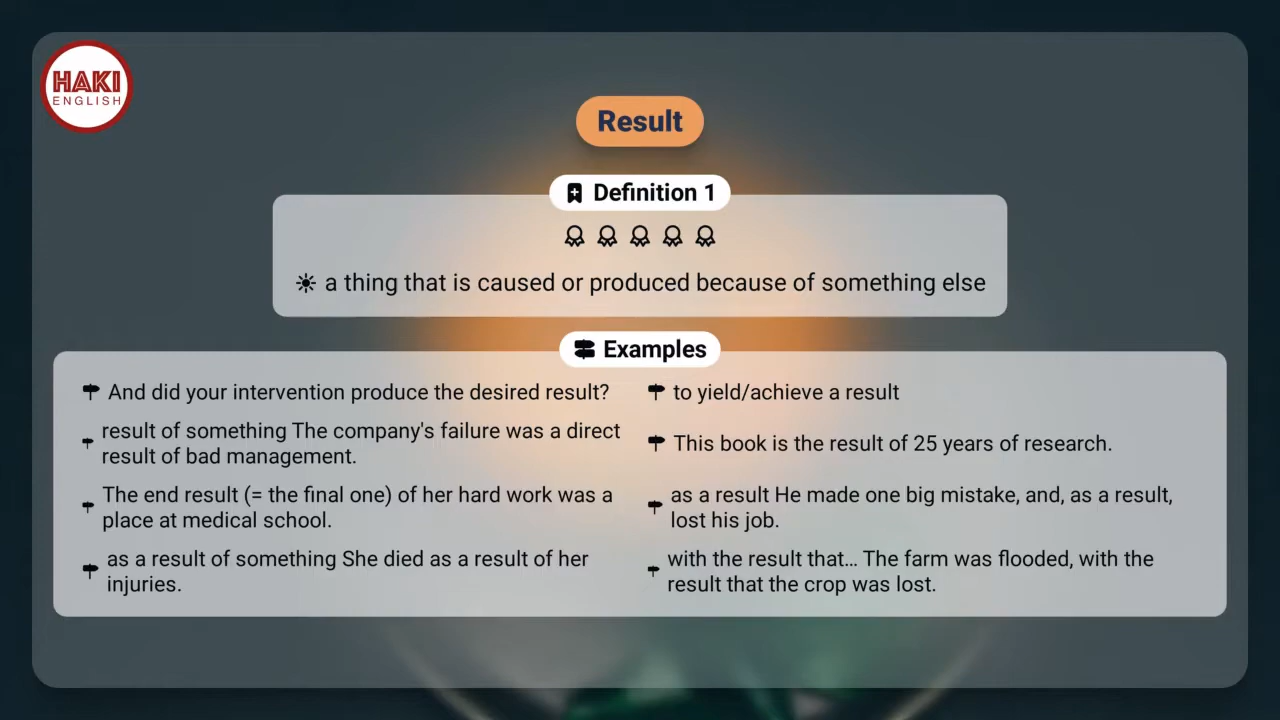 HAKI
ENGLISH
Result
Definition 1
a thing that is caused or produced because of something else
Examples
And did your intervention produce the desired result?
to yield/achieve a result
result of something The company's failure was a direct
result of bad management.
This book is the result of 25 years of research.
The end result (= the final one) of her hard work was a
place at medical school.
as a result He made one big mistake, and, as a result,
lost his job.
as a result of something She died as a result of her
injuries.
with the result that… The farm was flooded, with the
result that the crop was lost.